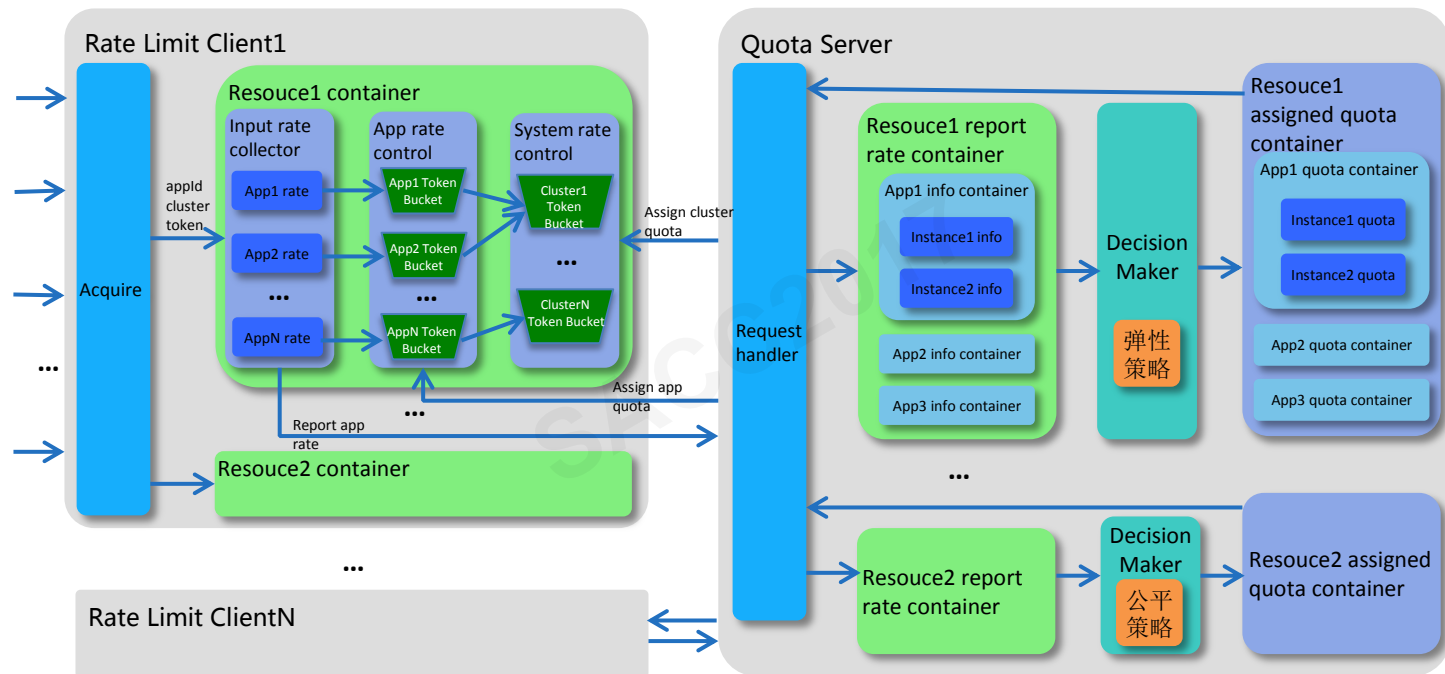 Rate Limit Client1
Acquire
...
appId
cluster
token
Resouce1 container
Input rate
collector
App1 rate
App2 rate
...
AppN rate
App rate
control
App1 Token
Bucket
App2 Token
Bucket
...
AppN Token
Bucket
System rate
control
Cluster1
Token
Bucket
...
ClusterN
Token Bucket
Assign cluster
quota
Assign app
quota
...
Report app
rate
Resouce2 container
...
Rate Limit ClientN
Quota Server
Request
handler
Resouce1 report
rate container
App1 info container
Instance1 info
Instance2 info
App2 info container
App3 info container
Decision
Maker
弹性
策略
Resouce1
assigned quota
container
App1 quota container
Instance1 quota
Instance2 quota
App2 quota container
App3 quota container
...
Resouce2 report
rate container
Decision
Maker
公平
策略
Resouce2 assigned
quota container
SACC2017